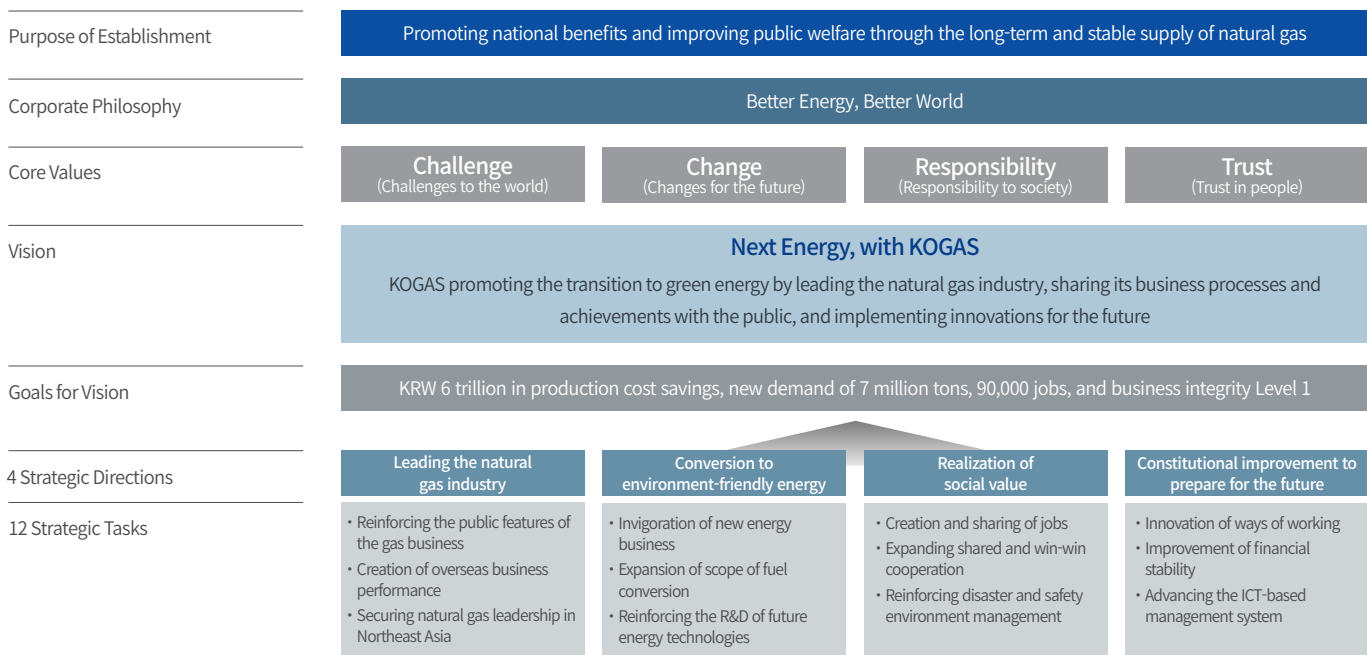 Purpose of Establishment
Promoting national benefits and improving public welfare through the long-term and stable supply of natural gas
Corporate Philosophy
Better Energy, Better World
Core Values
Challenge
(Challenges to the world)
Change
(Changes for the future)
Responsibility
(Responsibility to society)
Trust
(Trust in people)
Vision
Next Energy, with KOGAS
KOGAS promoting the transition to green energy by leading the natural gas industry, sharing its business processes and
achievements with the public, and implementing innovations for the future
Goals for Vision
KRW 6 trillion in production cost savings, new demand of 7 million tons, 90,000 jobs, and business integrity Level 1
4 Strategic Directions
Leading the natural
gas industry
Conversion to
environment-friendly energy
Realization of
social value
Constitutional improvement to
prepare for the future
12 Strategic Tasks
• Reinforcing the public features of
the gas business
• Creation of overseas business
performance
• Securing natural gas leadership in
Northeast Asia
• Invigoration of new energy
business
• Expansion of scope of fuel
conversion
• Reinforcing the R&D of future
energy technologies
• Creation and sharing of jobs
• Expanding shared and win-win
cooperation
• Reinforcing disaster and safety
environment management
• Innovation of ways of working
• Improvement of financial
stability
• Advancing the ICT-based
management system